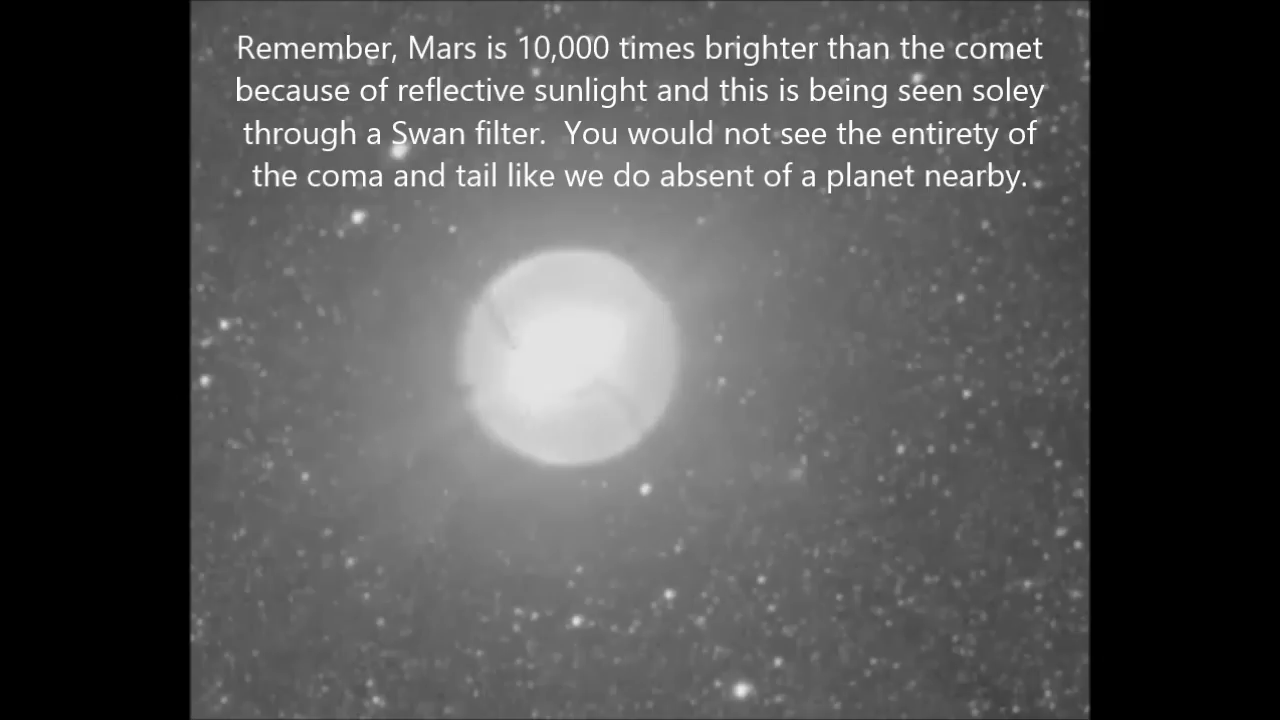 Remember, Mars is 10,000 times brighter than the comet
because of reflective sunlight and this is being seen soley
through a Swan filter.  You would not see the entirety of
the coma and tail like we do absent of a planet nearby.